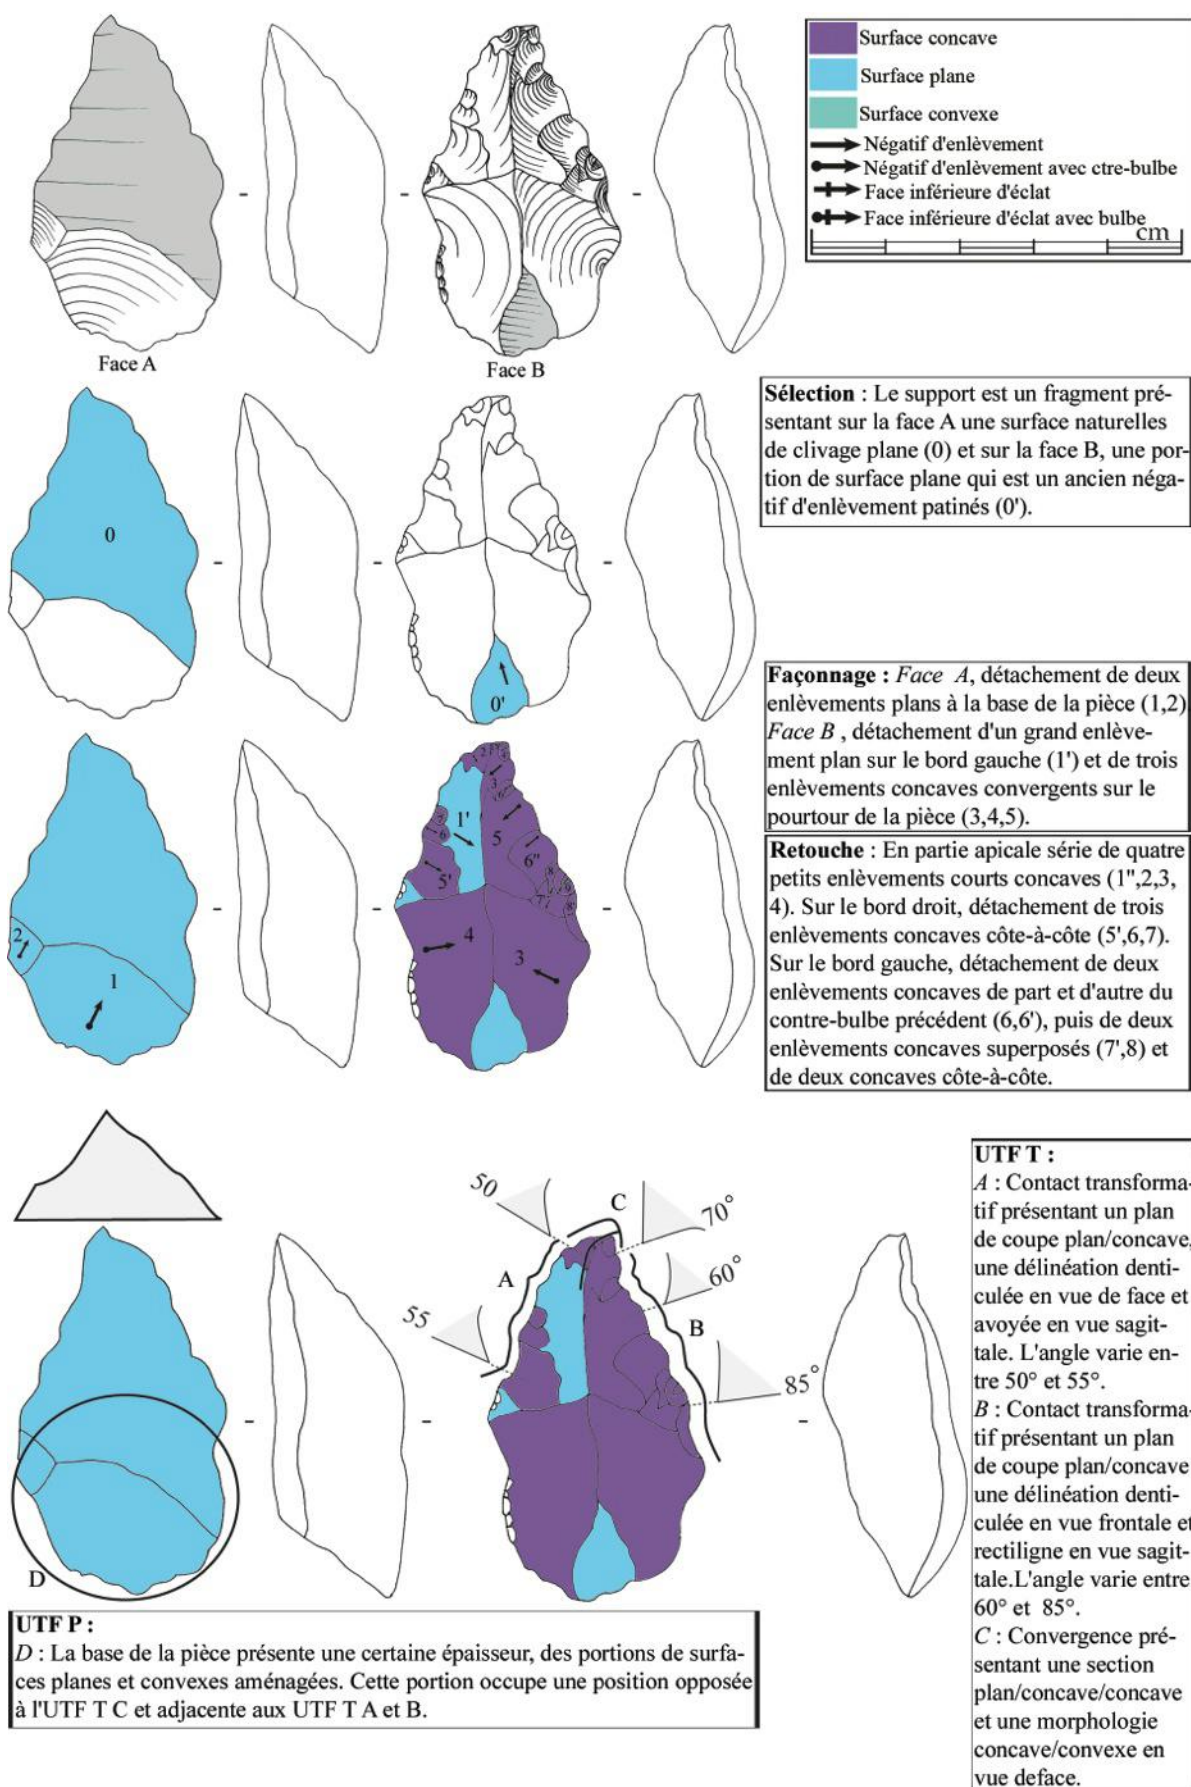 Surface concave
Surface plane
Surface convexe
Négatif d'enlèvement
Négatif d'enlèvement avec ctre-bulbe
Face inférieure d'éclat
Face inférieure d'éclat avec bulbe
cm
Face A
Face B
Sélection : Le support est un fragment pré-
sentant sur la face A une surface naturelles
de clivage plane (0) et sur la face B, une por-
tion de surface plane qui est un ancien néga-
tif d'enlèvement patinés (0').
0
0'
Façonnage : Face A, détachement de deux
enlèvements plans à la base de la pièce (1,2)
Face B , détachement d'un grand enlève-
ment plan sur le bord gauche (1') et de trois
enlèvements concaves convergents sur le
pourtour de la pièce (3,4,5).
Retouche : En partie apicale série de quatre
petits enlèvements courts concaves (1'',2,3,
4). Sur le bord droit, détachement de trois
enlèvements concaves côte-à-côte (5',6,7).
Sur le bord gauche, détachement de deux
enlèvements concaves de part et d'autre du
contre-bulbe précédent (6,6'), puis de deux
enlèvements concaves superposés (7',8) et
de deux concaves côte-à-côte.
2
1
3
6'
1'
5
7
6
6''
5'
8
4
3
50
C
70°
A
60°
55
B
85°
D
UTF T :
A : Contact transforma-
tif présentant un plan
de coupe plan/concave,
une délinéation denti-
culée en vue de face et
avoyée en vue sagit-
tale. L'angle varie en-
tre 50° et 55°.
B : Contact transforma-
tif présentant un plan
de coupe plan/concave
une délinéation denti-
culée en vue frontale et
rectiligne en vue sagit-
tale.L'angle varie entre
60° et 85°.
C : Convergence pré-
sentant une section
plan/concave/concave
et une morphologie
concave/convexe en
vue deface.
UTF P :
D : La base de la pièce présente une certaine épaisseur, des portions de surfa-
ces planes et convexes aménagées. Cette portion occupe une position opposée
à l'UTF T C et adjacente aux UTF T A et B.